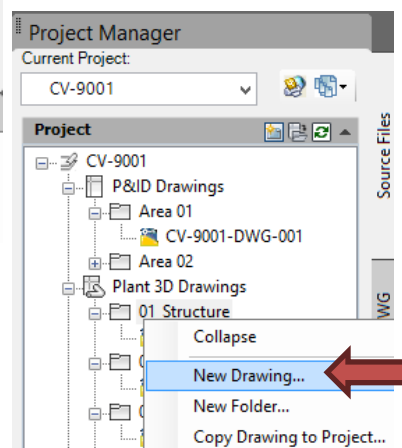 Project Manager
Current Project:
CV-9001
Project
CV-9001
P&ID Drawings
Area 01
CV-9001-DWG-001
Area 02
Plant 3D Drawings
01 Structure
Collapse
New Drawing...
New Folder...
Copy Drawing to Project...
Source Files
DWG